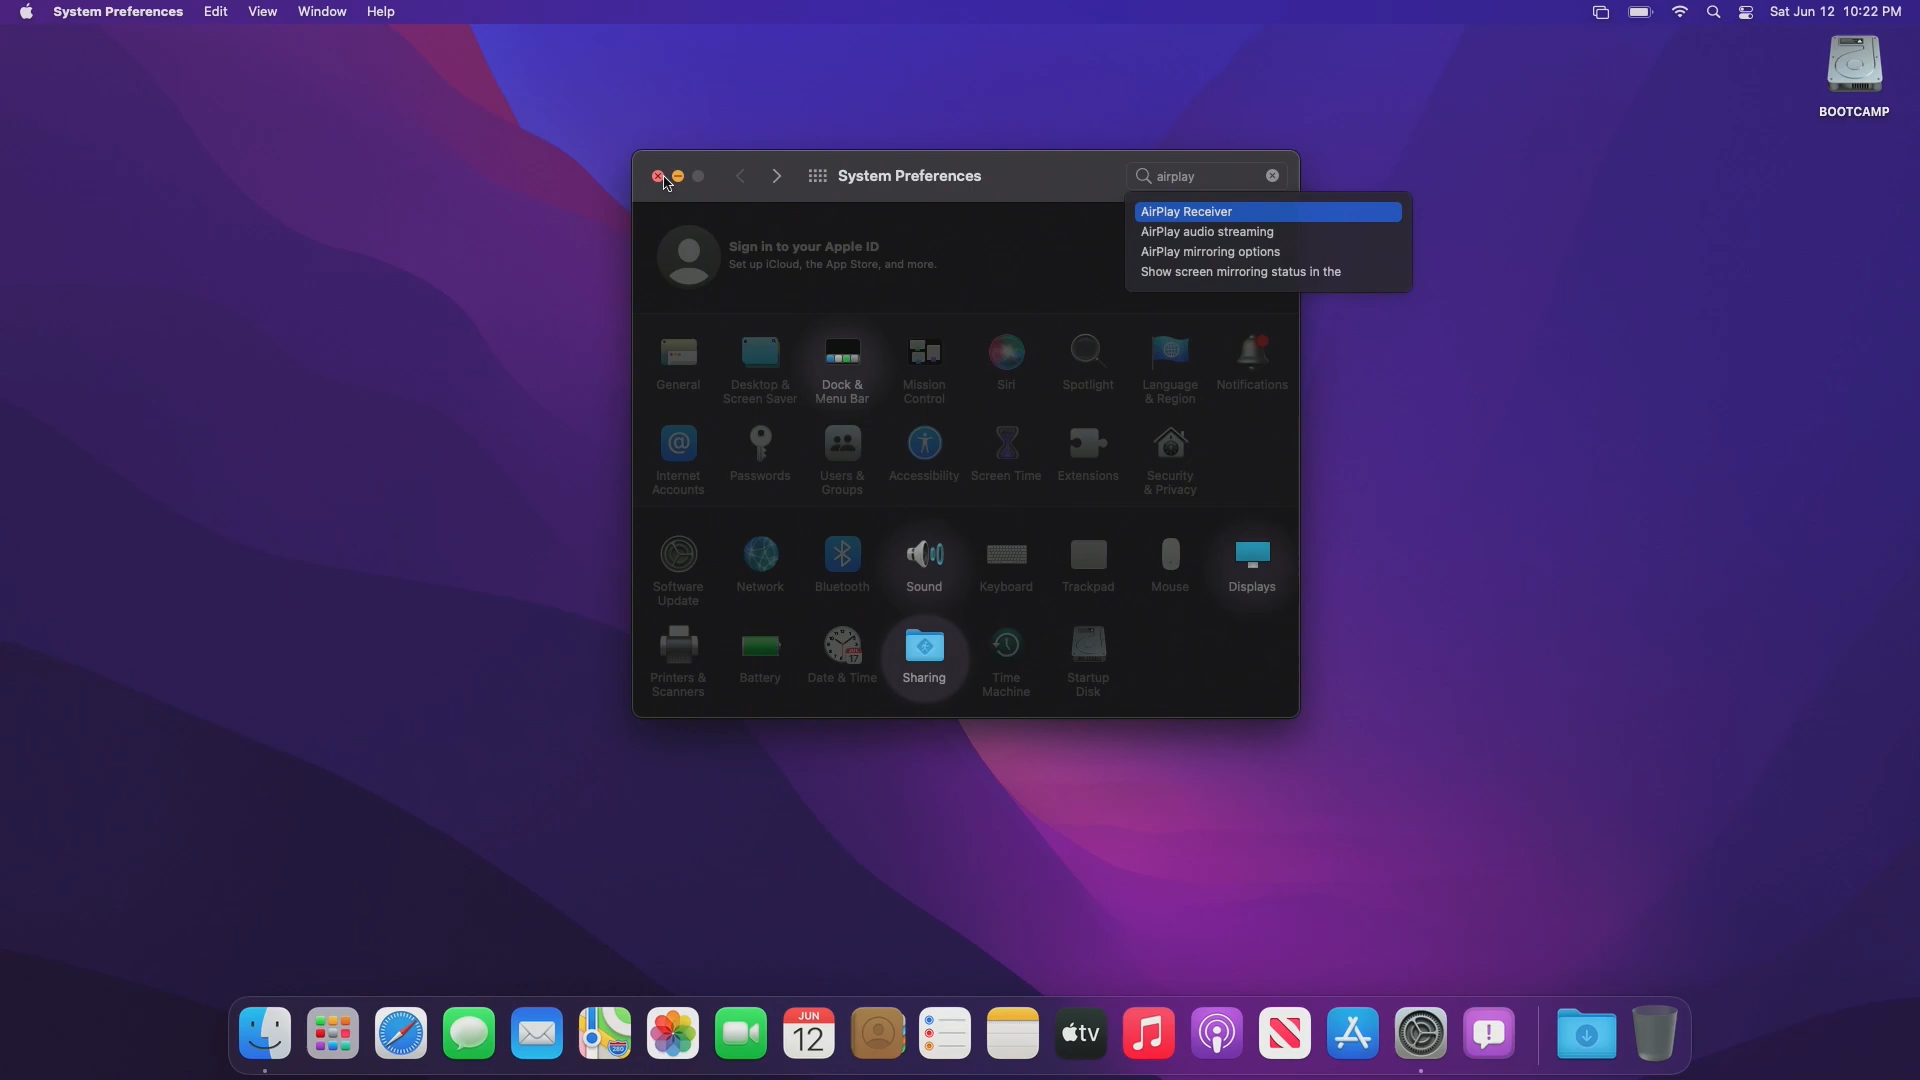 System Preferences Edit View Window Help Sat Jun 12 10:22 PM
BOOTCAMP
System Preferences airplay
AirPlay Receiver
AirPlay audio streaming
AirPlay mirroring options
Show screen mirroring status in the
Sign in to your Apple ID
Set up iCloud, the App Store, and more.
General
Desktop &
Screen Saver
Dock &
Menu Bar
Mission
Control
Siri
Spotlight
Language
& Region
Notifications
Internet
Accounts
Passwords
Users &
Groups
Accessibility
Screen Time
Extensions
Security
& Privacy
Software
Update
Network
Bluetooth
Sound
Keyboard
Trackpad
Mouse
Displays
Printers &
Scanners
Battery
Date & Time
Sharing
Time
Machine
Startup
Disk
JUN
12
tv